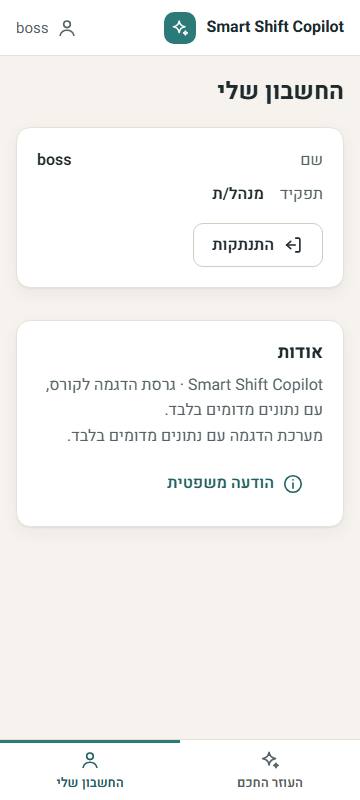 Smart Shift Copilot
boss
החשבון שלי
שם boss
תפקיד מנהל/ת
התנתקות
אודות
Smart Shift Copilot · גרסת הדגמה לקורס,
עם נתונים מדומים בלבד.
מערכת הדגמה עם נתונים מדומים בלבד.
הודעה משפטית
העוזר החכם
החשבון שלי